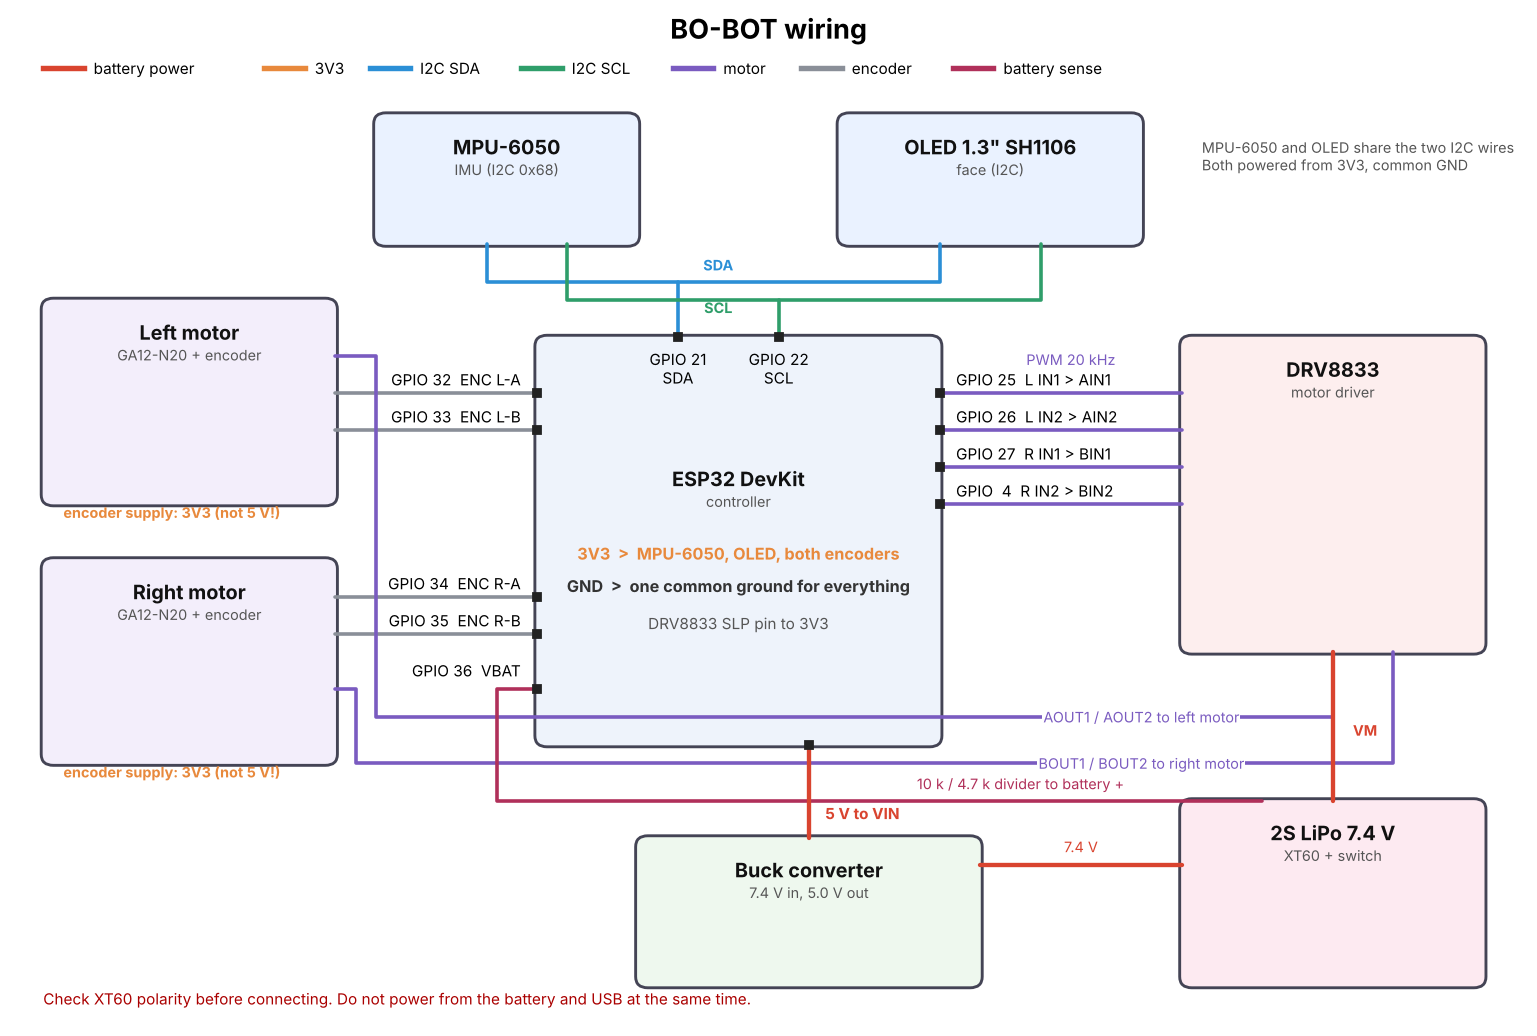 BO-BOT wiring
battery power
3V3
I2C SDA
I2C SCL
motor
encoder
battery sense
MPU-6050
IMU (I2C 0x68)
OLED 1.3" SH1106
face (I2C)
MPU-6050 and OLED share the two I2C wires
Both powered from 3V3, common GND
SDA
SCL
Left motor
GA12-N20 + encoder
encoder supply: 3V3 (not 5 V!)
GPIO 32  ENC L-A
GPIO 33  ENC L-B
GPIO 21
SDA
GPIO 22
SCL
ESP32 DevKit
controller
3V3  >  MPU-6050, OLED, both encoders
GND  >  one common ground for everything
DRV8833 SLP pin to 3V3
PWM 20 kHz
GPIO 25  L IN1 > AIN1
GPIO 26  L IN2 > AIN2
GPIO 27  R IN1 > BIN1
GPIO  4  R IN2 > BIN2
DRV8833
motor driver
Right motor
GA12-N20 + encoder
encoder supply: 3V3 (not 5 V!)
GPIO 34  ENC R-A
GPIO 35  ENC R-B
GPIO 36  VBAT
AOUT1 / AOUT2 to left motor
VM
BOUT1 / BOUT2 to right motor
10 k / 4.7 k divider to battery +
5 V to VIN
Buck converter
7.4 V in, 5.0 V out
7.4 V
2S LiPo 7.4 V
XT60 + switch
Check XT60 polarity before connecting. Do not power from the battery and USB at the same time.